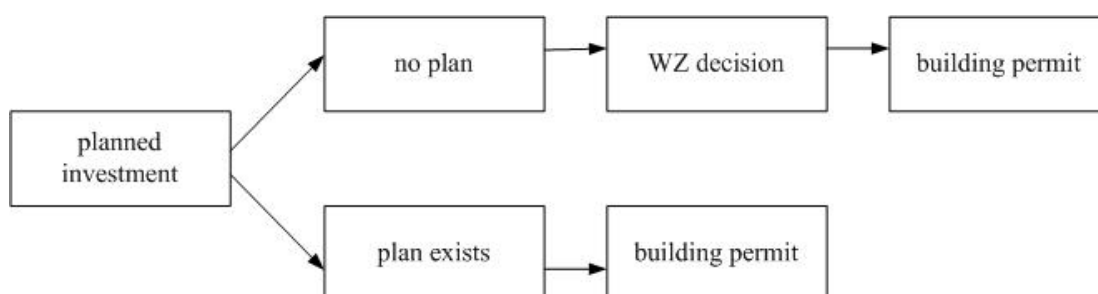 no plan
WZ decision
building permit
planned
investment
plan exists
building permit